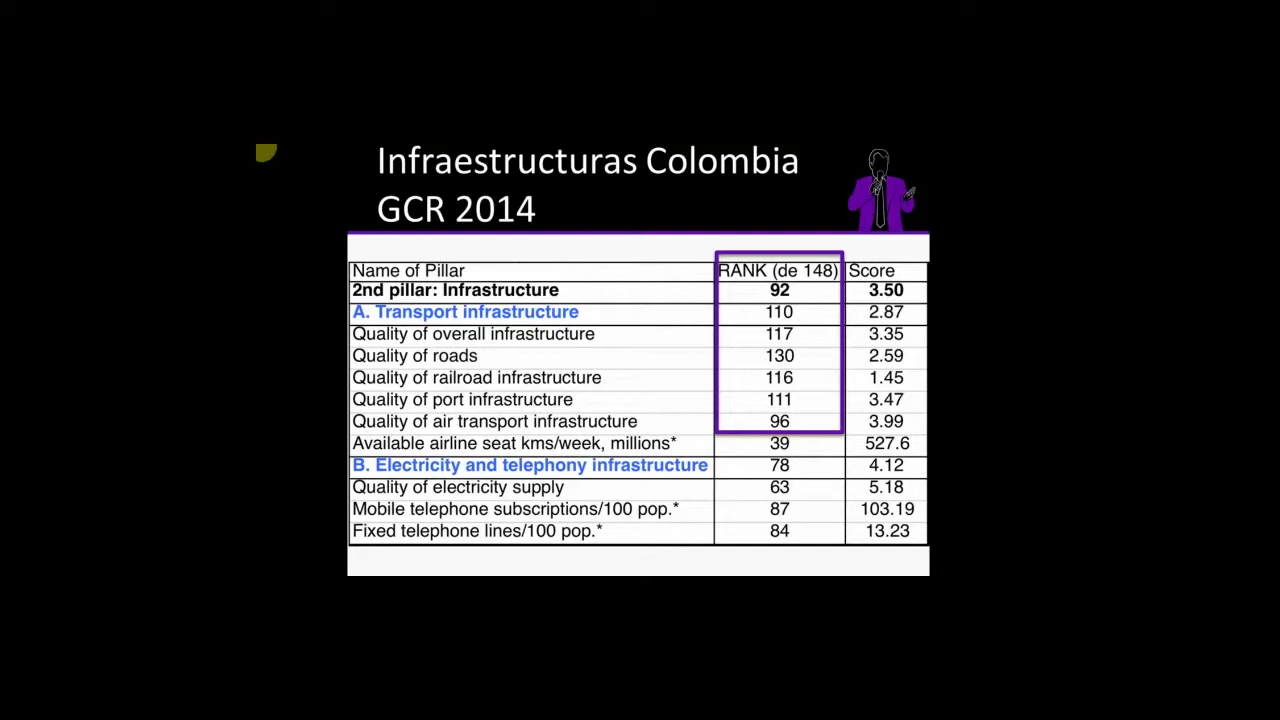 Infraestructuras Colombia
GCR 2014
Name of Pillar RANK (de 148) Score
2nd pillar: Infrastructure 92 3.50
A. Transport infrastructure 110 2.87
Quality of overall infrastructure 117 3.35
Quality of roads 130 2.59
Quality of railroad infrastructure 116 1.45
Quality of port infrastructure 111 3.47
Quality of air transport infrastructure 96 3.99
Available airline seat kms/week, millions* 39 527.6
B. Electricity and telephony infrastructure 78 4.12
Quality of electricity supply 63 5.18
Mobile telephone subscriptions/100 pop.* 87 103.19
Fixed telephone lines/100 pop.* 84 13.23